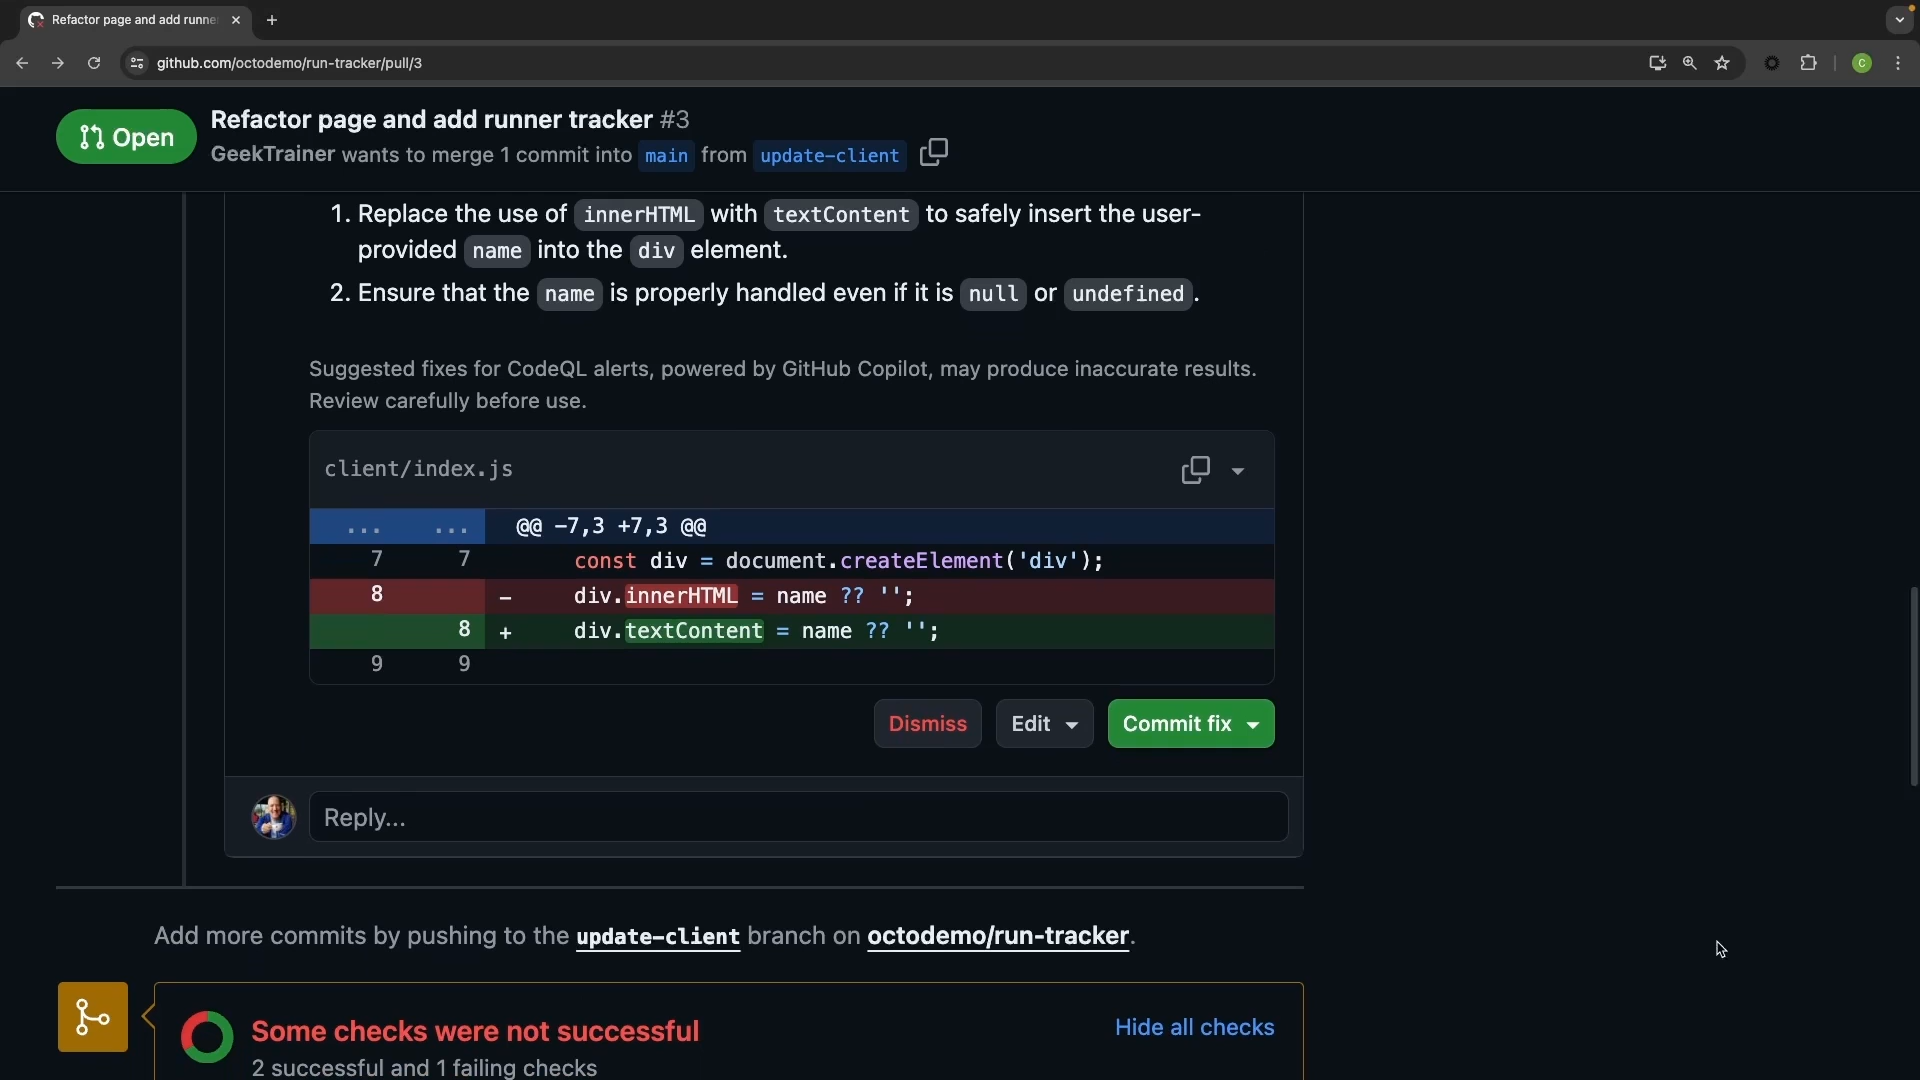 Refactor page and add runne
github.com/octodemo/run-tracker/pull/3
C
Open
Refactor page and add runner tracker #3
GeekTrainer wants to merge 1 commit into main from update-client
1. Replace the use of innerHTML with textContent to safely insert the user-
provided name into the div element.
2. Ensure that the name is properly handled even if it is null or undefined.
Suggested fixes for CodeQL alerts, powered by GitHub Copilot, may produce inaccurate results.
Review carefully before use.
client/index.js
... ... @@ -7,3 +7,3 @@
7 7 const div = document.createElement('div');
8 - div.innerHTML = name ?? '';
8 + div.textContent = name ?? '';
9 9
Dismiss Edit Commit fix
Reply...
Add more commits by pushing to the update-client branch on octodemo/run-tracker.
Some checks were not successful
Hide all checks
2 successful and 1 failing checks